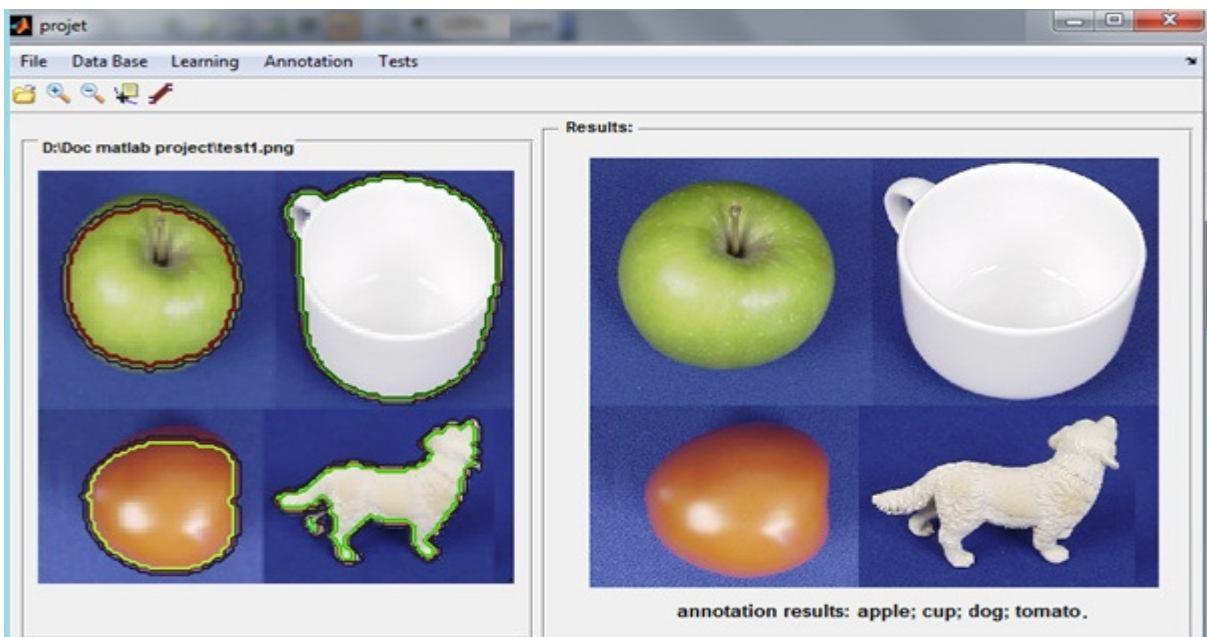 projet
File Data Base Learning Annotation Tests
D:\Doc matlab project\test1.png
Results:
annotation results: apple; cup; dog; tomato.